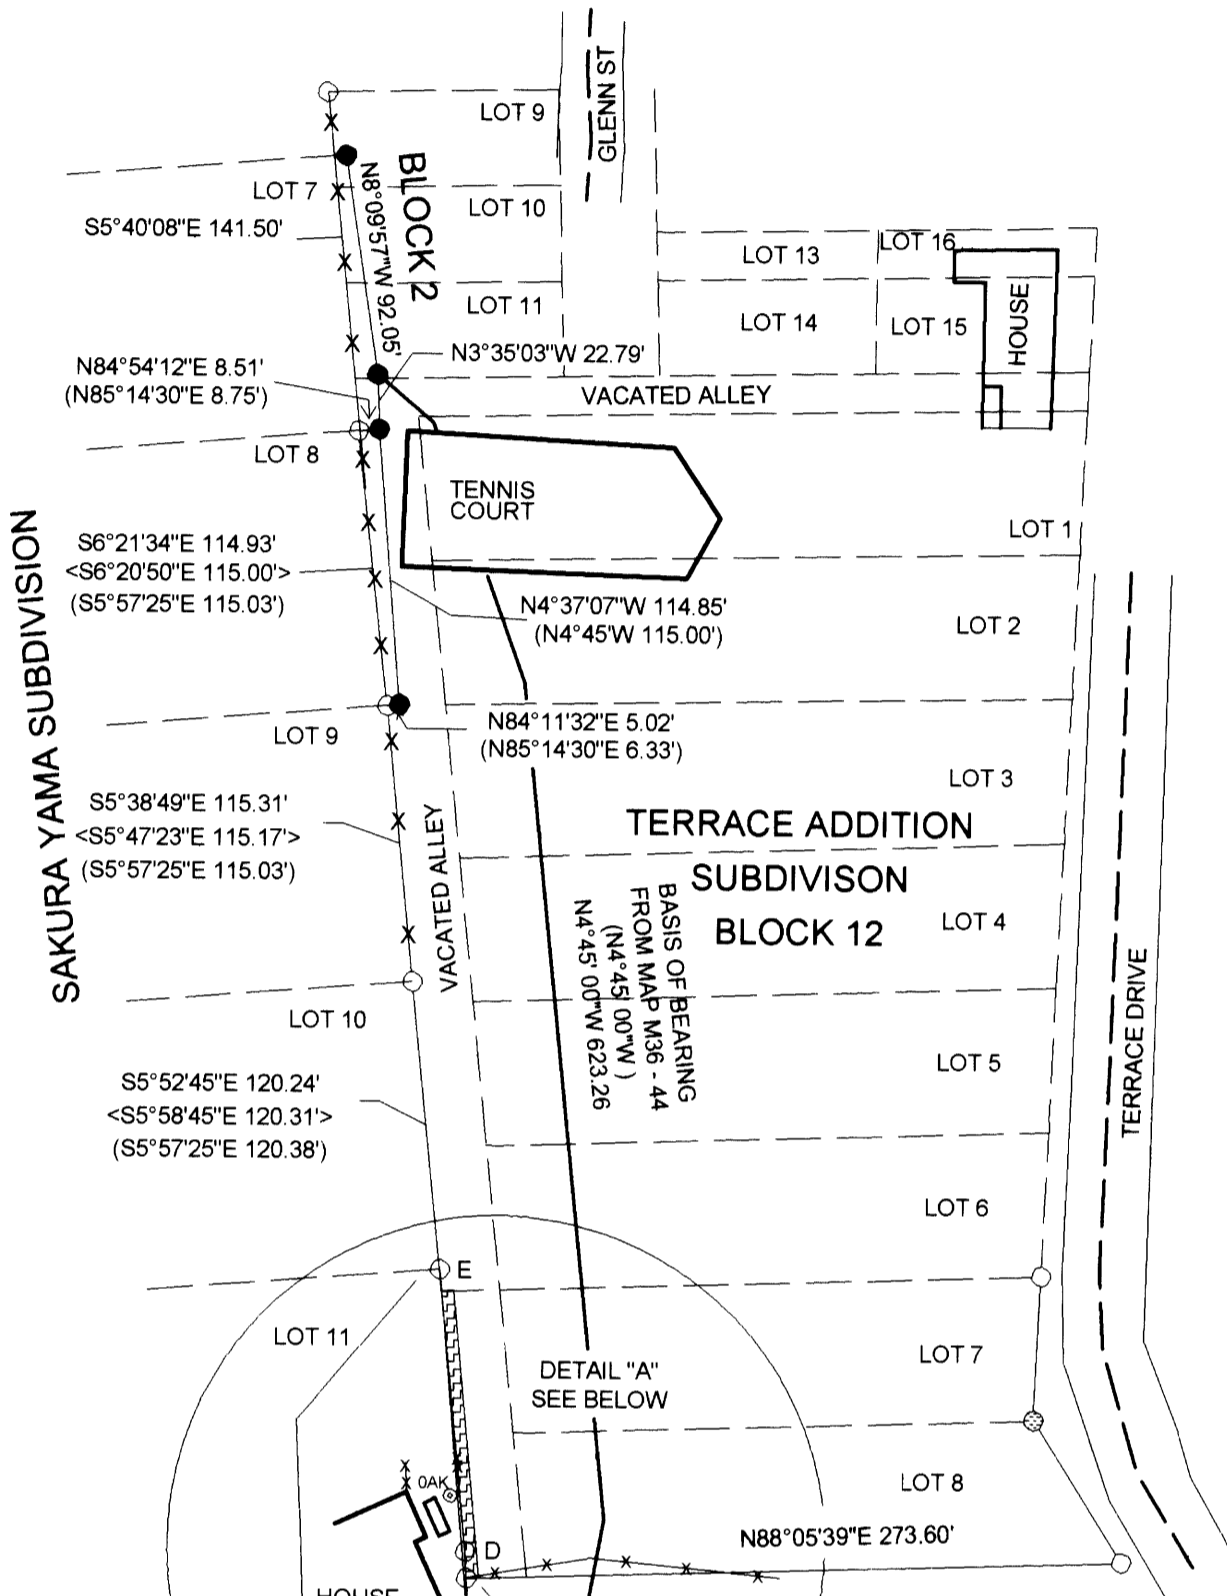 GLENN ST
LOT 9
BLOCK 2
LOT 7
N8°09'57"W 92.05'
LOT 10
S5°40'08"E 141.50'
LOT 13
LOT 16
LOT 11
LOT 14
LOT 15
HOUSE
N3°35'03"W 22.79'
N84°54'12"E 8.51'
(N85°14'30"E 8.75')
VACATED ALLEY
LOT 8
TENNIS
COURT
LOT 1
SAKURA YAMA SUBDIVISION
S6°21'34"E 114.93'
<S6°20'50"E 115.00'>
(S5°57'25"E 115.03')
N4°37'07"W 114.85'
(N4°45'W 115.00')
LOT 2
N84°11'32"E 5.02'
(N85°14'30"E 6.33')
LOT 9
LOT 3
S5°38'49"E 115.31'
<S5°47'23"E 115.17'>
(S5°57'25"E 115.03')
VACATED ALLEY
TERRACE ADDITION
SUBDIVISON
BLOCK 12
BASIS OF BEARING
FROM MAP M36 - 44
(N4°45' 00"W )
N4°45' 00"W 623.26
LOT 4
TERRACE DRIVE
LOT 10
LOT 5
S5°52'45"E 120.24'
<S5°58'45"E 120.31'>
(S5°57'25"E 120.38')
LOT 6
E
LOT 11
LOT 7
DETAIL "A"
SEE BELOW
OAK
LOT 8
D
N88°05'39"E 273.60'
HOUSE